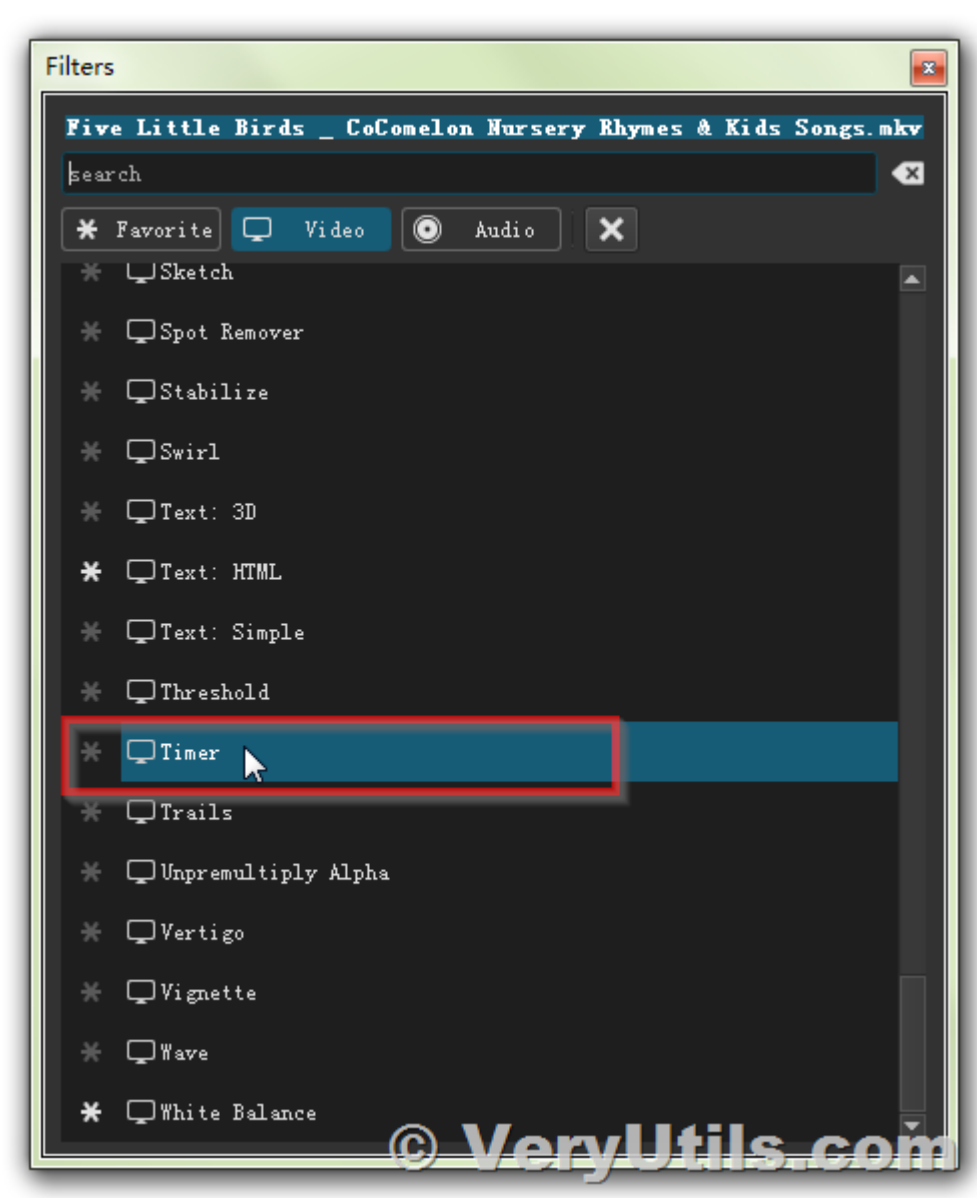 Filters
Five Little Birds _ CoComelon Nursery Rhymes & Kids Songs.mkv
search
Favorite Video Audio
Sketch
Spot Remover
Stabilize
Swirl
Text: 3D
Text: HTML
Text: Simple
Threshold
Timer
Trails
Unpremultiply Alpha
Vertigo
Vignette
Wave
White Balance
© VeryUtils.com